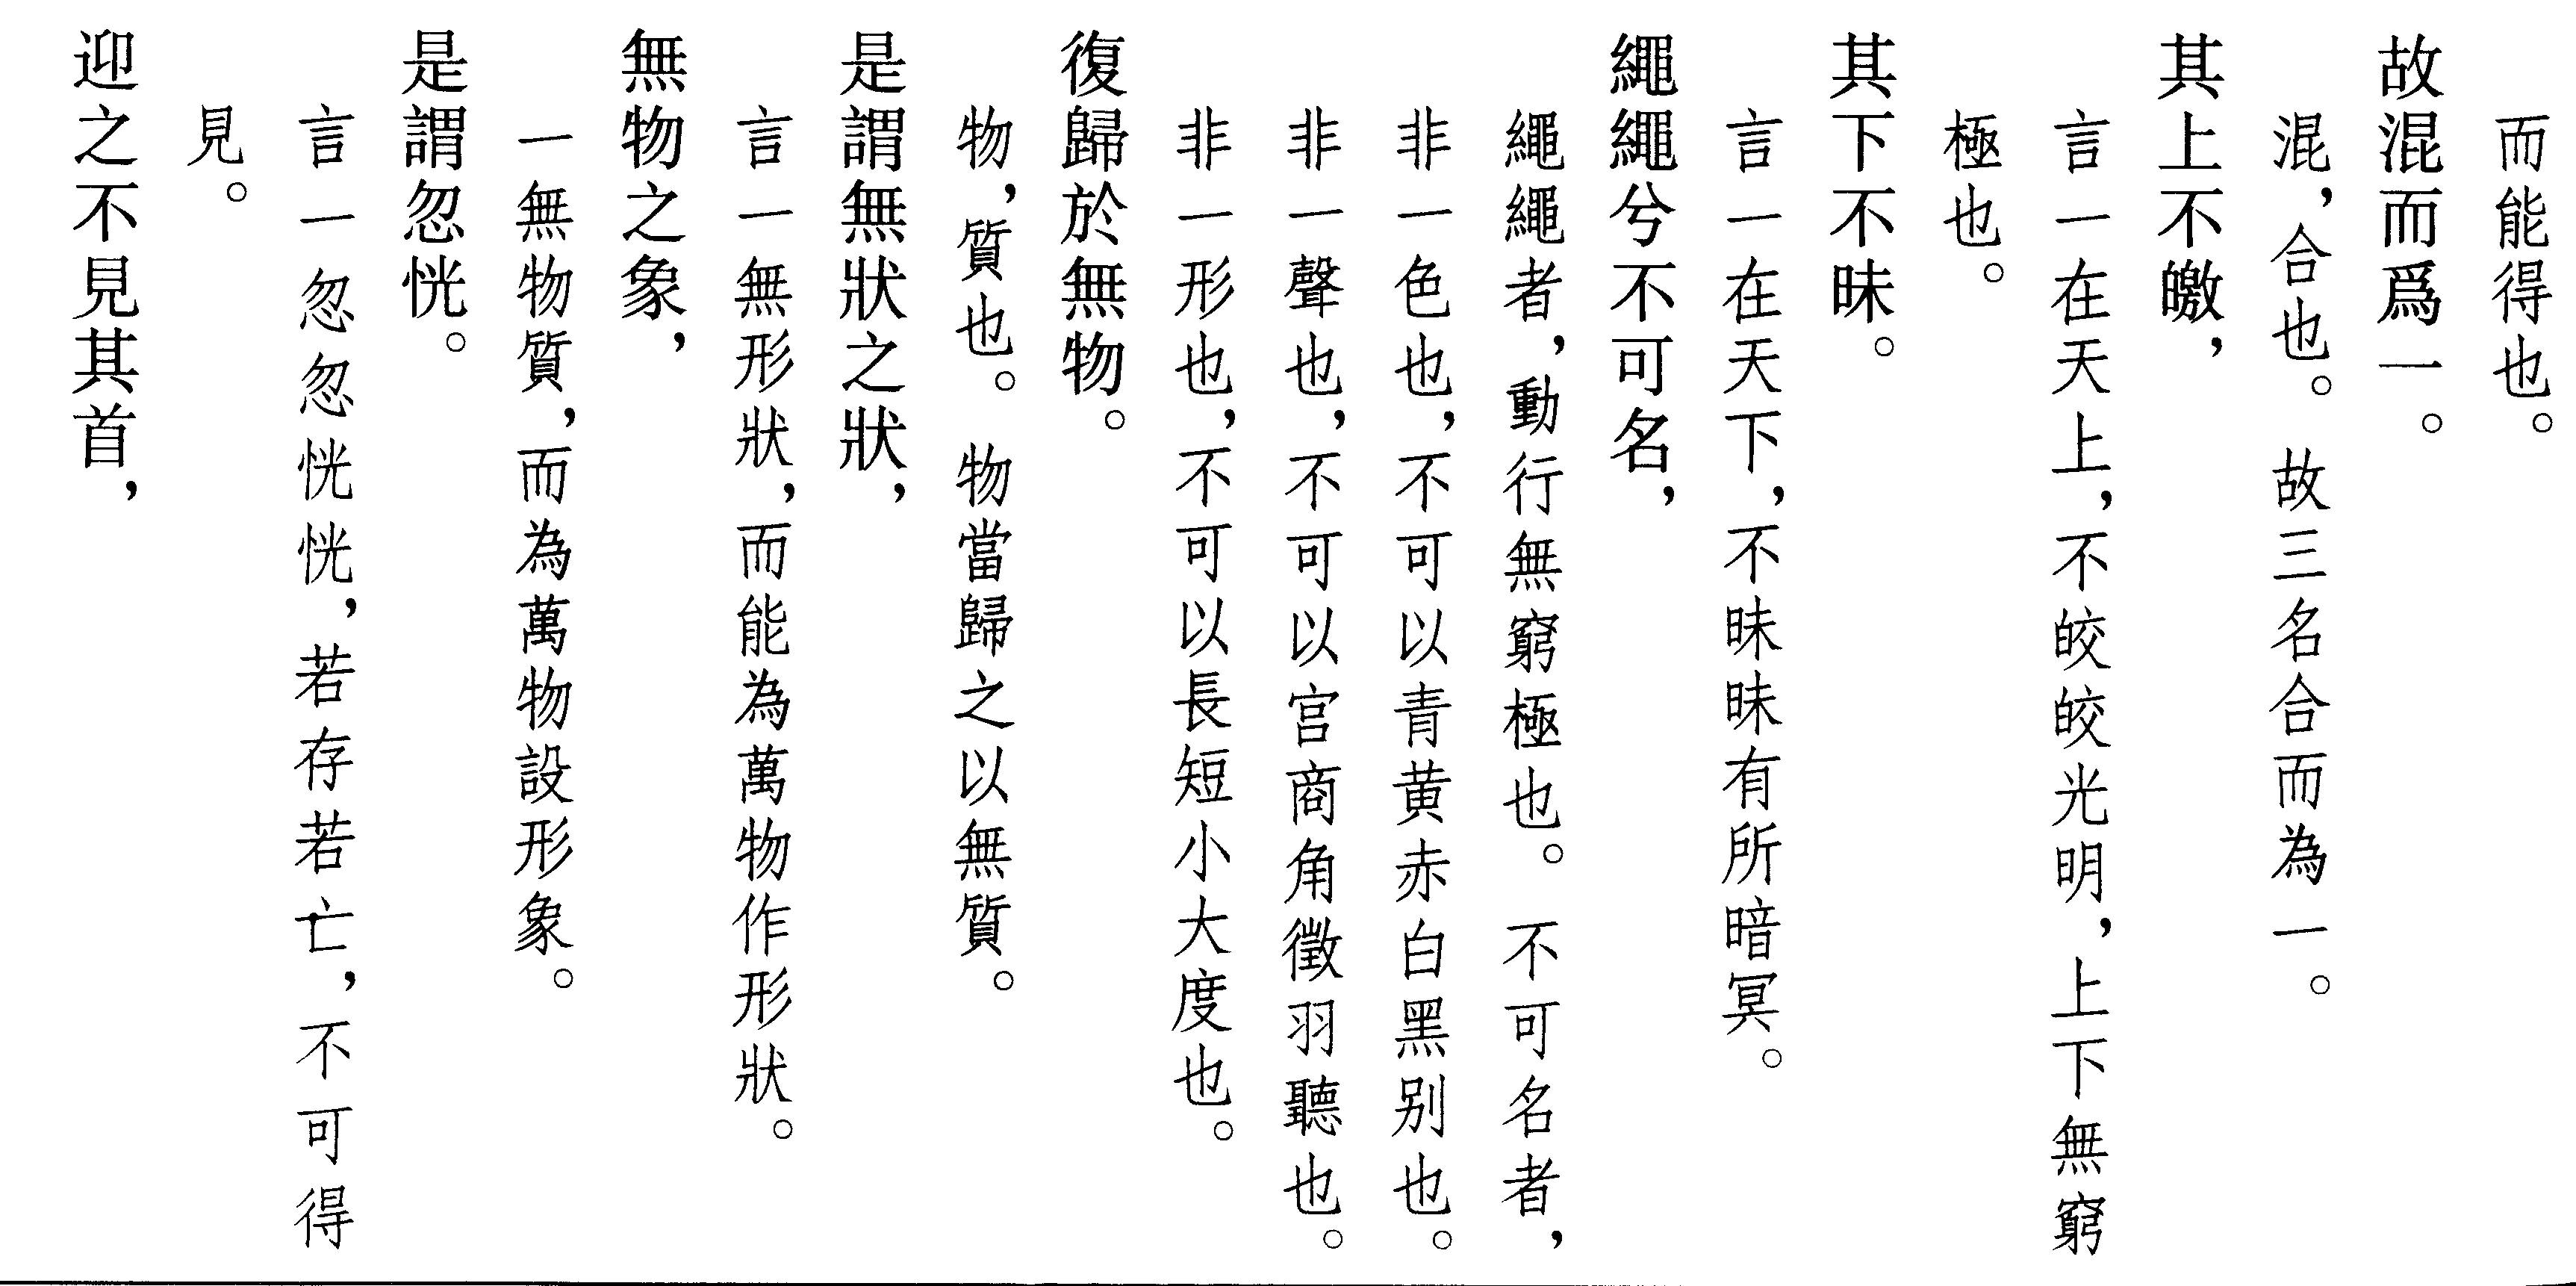 而能得也。
故混而爲一。
混，合也。　故三名合而為一。
其上不皦，
言一在天上，不皎皎光明，上下無窮
極也。
其下不昧。
言一在天下，不昧昧有所暗冥。
繩繩兮不可名，
繩繩者，動行無窮極也。　不可名者，
非一色也，不可以青黄赤白黑别也。
非一聲也，不可以宫商角徵羽聽也。
非一形也，不可以長短小大度也。
復歸於無物。
物，質也。　物當歸之以無質。
是謂無狀之狀，
言一無形狀，而能為萬物作形狀。
無物之象，
一無物質，而為萬物設形象。
是謂忽恍。
言一忽忽恍恍，若存若亡，不可得
見。
迎之不見其首，